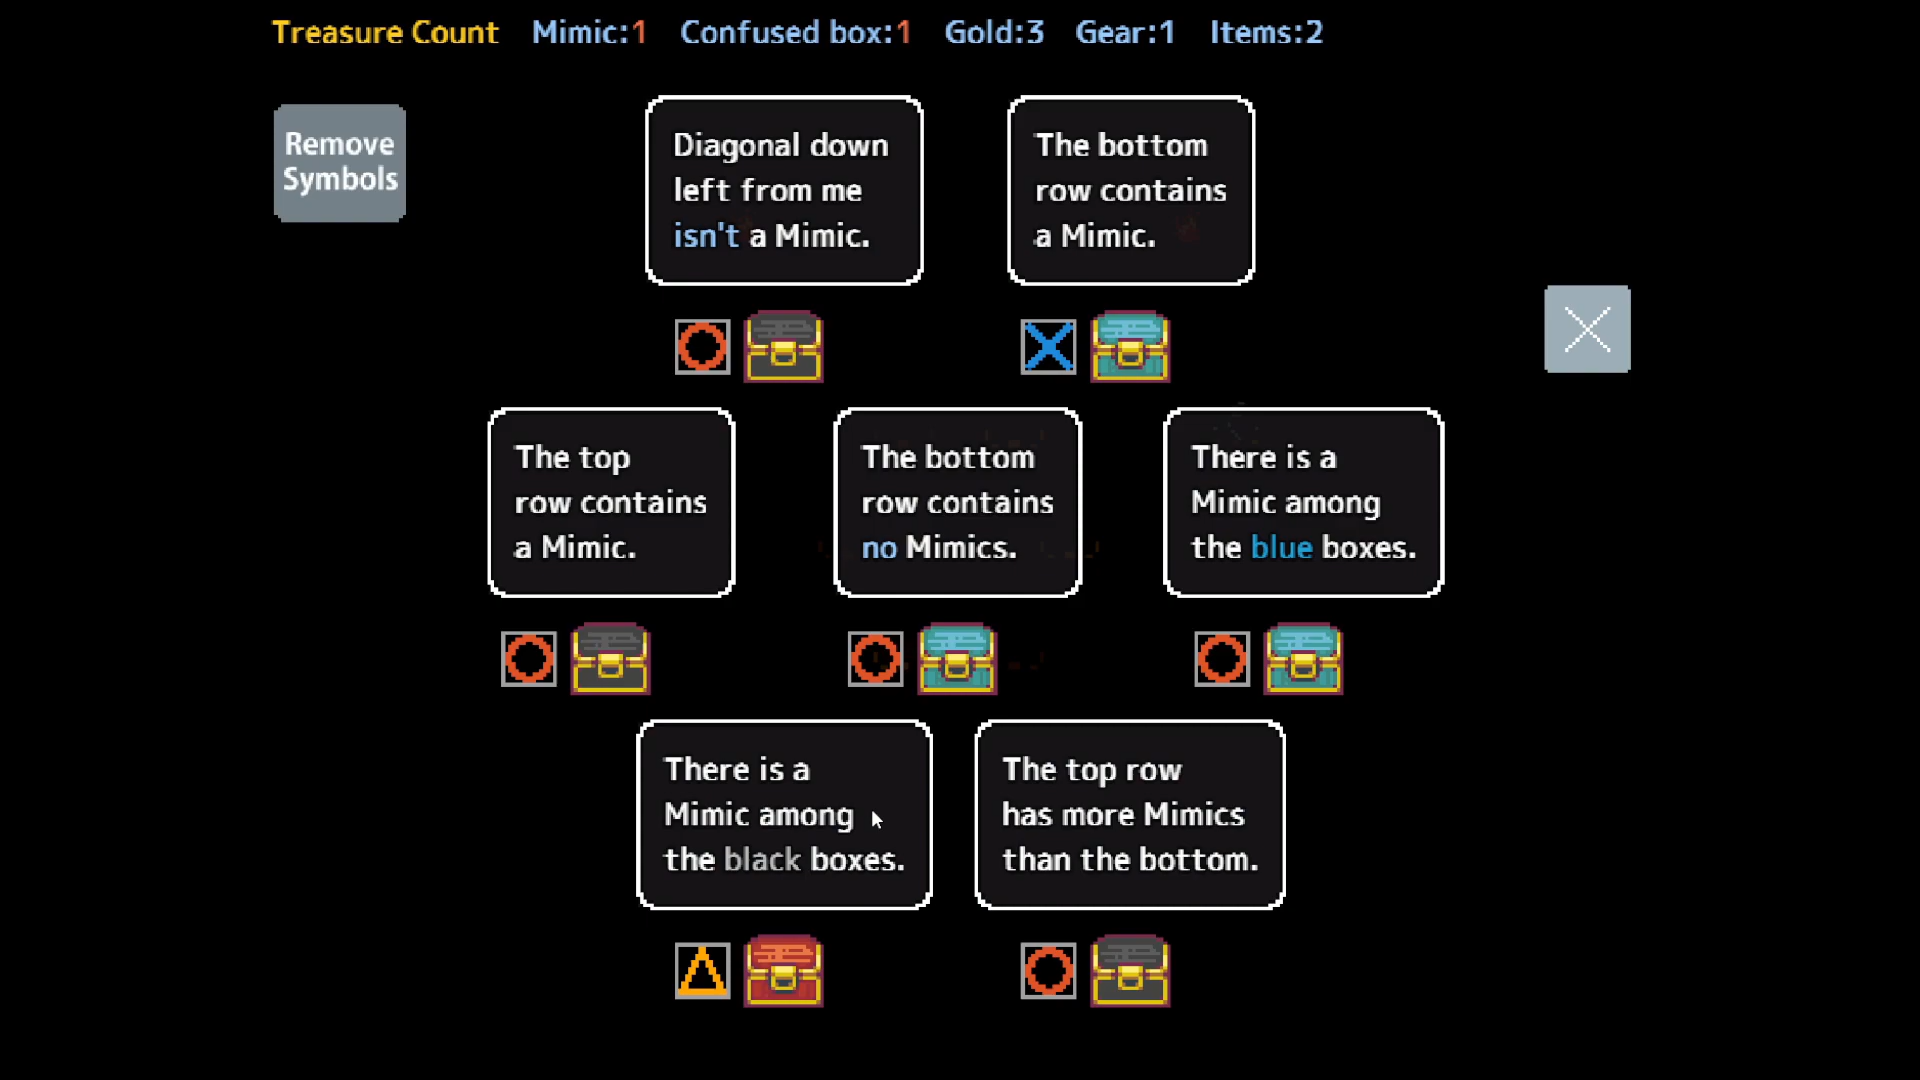 Treasure Count Mimic:1 Confused box:1 Gold:3 Gear:1 Items:2
Remove
Symbols
Diagonal down
left from me
isn't a Mimic.
The bottom
row contains
a Mimic.
The top
row contains
a Mimic.
The bottom
row contains
no Mimics.
There is a
Mimic among
the blue boxes.
There is a
Mimic among
the black boxes.
The top row
has more Mimics
than the bottom.